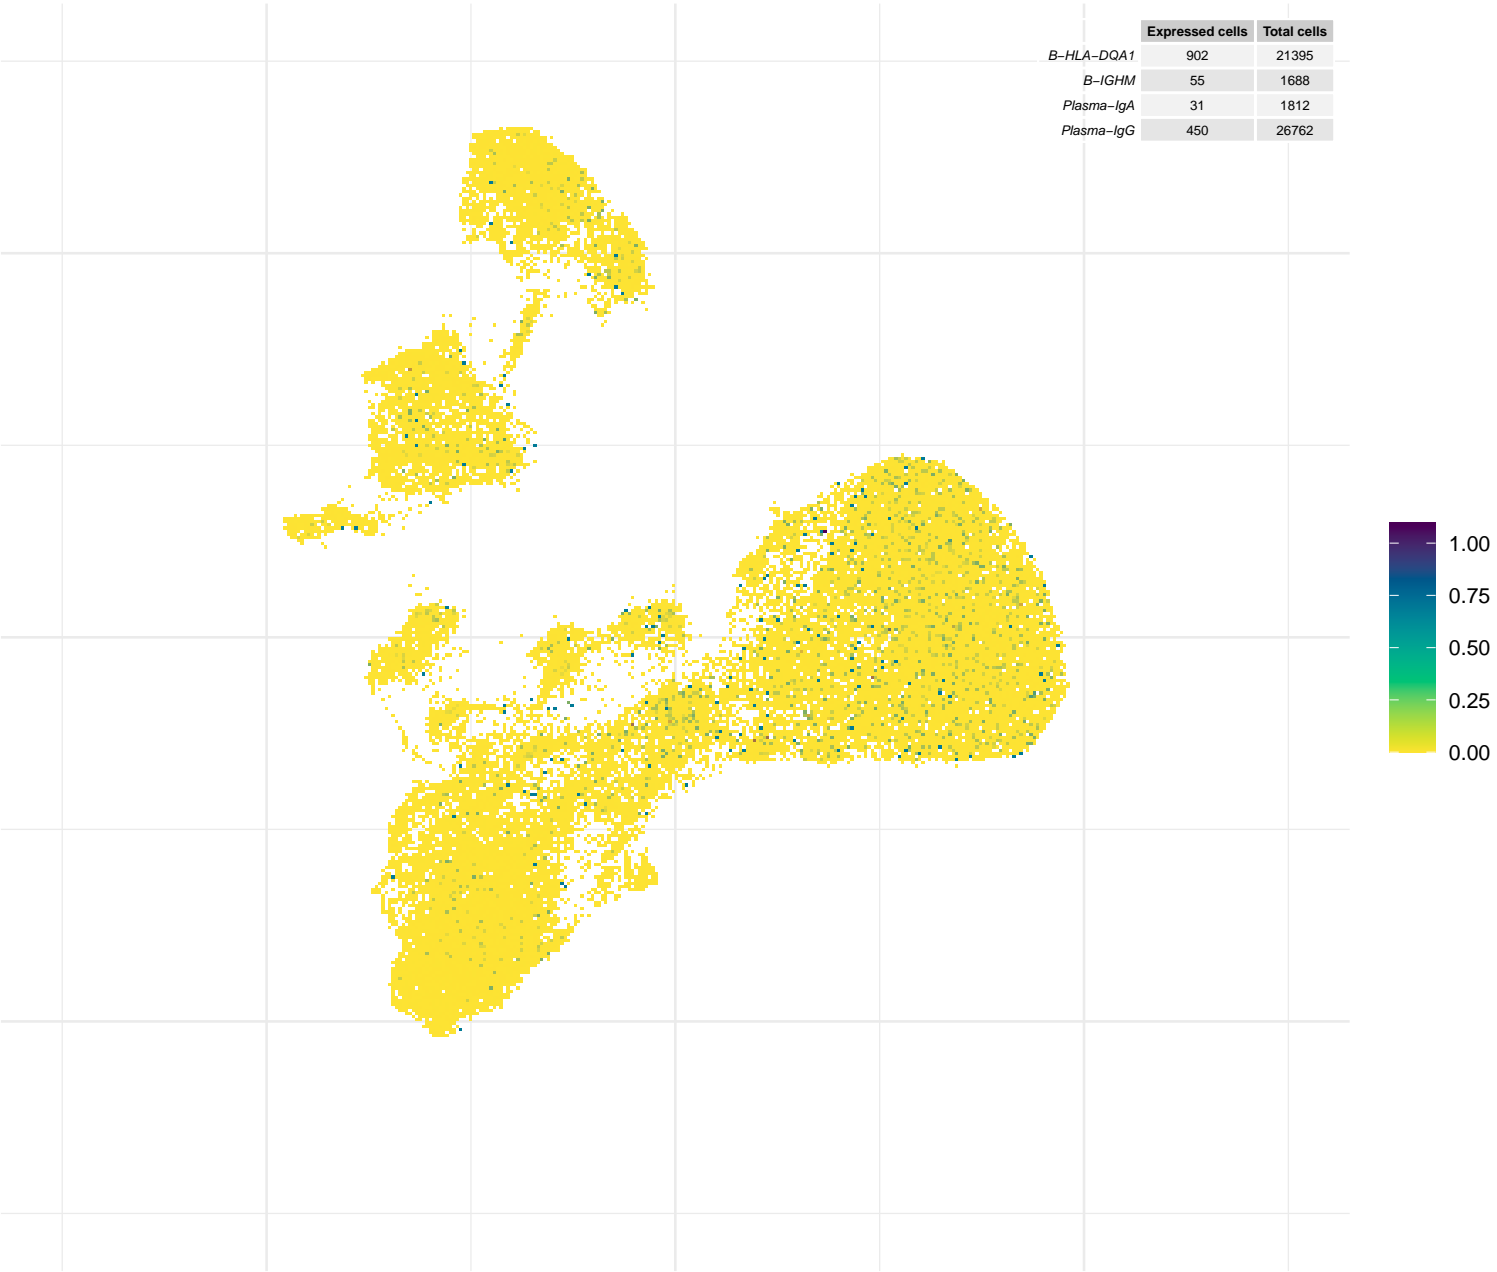 Expressed cells Total cells
B−HLA−DQA1 902 21395
B−IGHM 55 1688
Plasma−IgA 31 1812
Plasma−IgG 450 26762
1.00
0.75
0.50
0.25
0.00